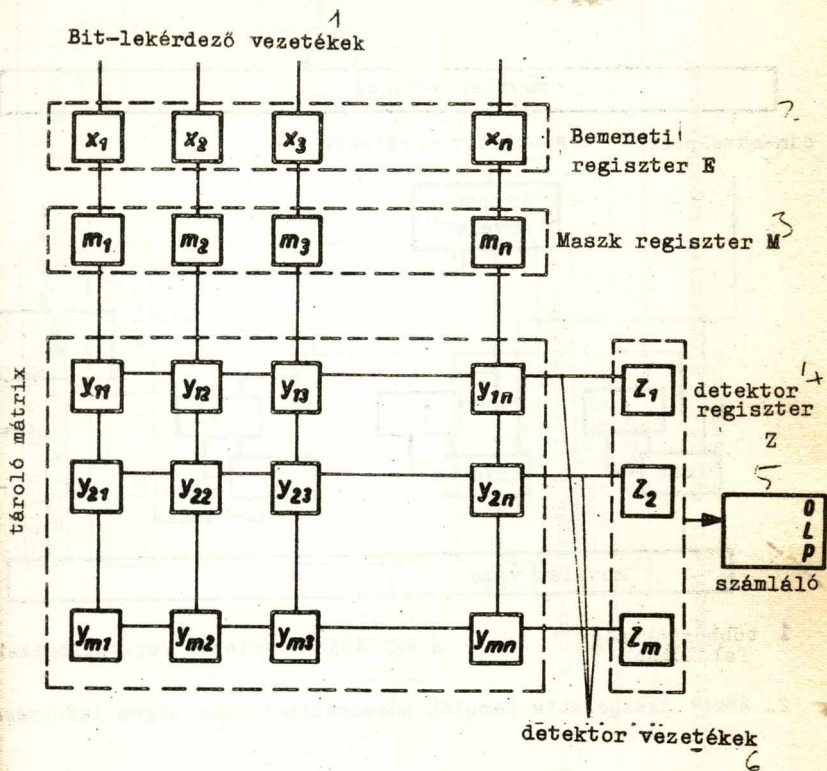 1
Bit-lekérdező vezetékek
x1 x2 x3 xn
Bemeneti
regiszter E
m1 m2 m3 mn
Maszk regiszter M 3
tároló mátrix
y11 y12 y13 y1n z1
detektor 4
regiszter
Z
y21 y22 y23 y2n z2
5
O
L
P
számláló
ym1 ym2 ym3 ymn zm
detektor vezetékek
6